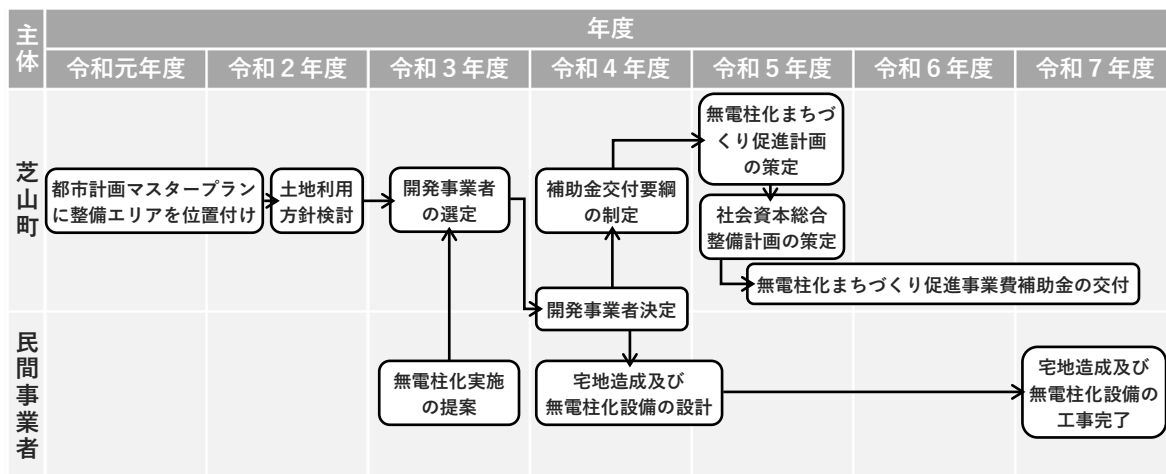 主体
年度
令和元年度
令和２年度
令和３年度
令和４年度
令和５年度
令和６年度
令和７年度
芝山町
都市計画マスタープラン
に整備エリアを位置付け
土地利用
方針検討
開発事業者
の選定
補助金交付要綱
の制定
無電柱化まちづ
くり促進計画
の策定
社会資本総合
整備計画の策定
無電柱化まちづくり促進事業費補助金の交付
開発事業者決定
民間事業者
無電柱化実施
の提案
宅地造成及び
無電柱化設備の設計
宅地造成及び
無電柱化設備の
工事完了